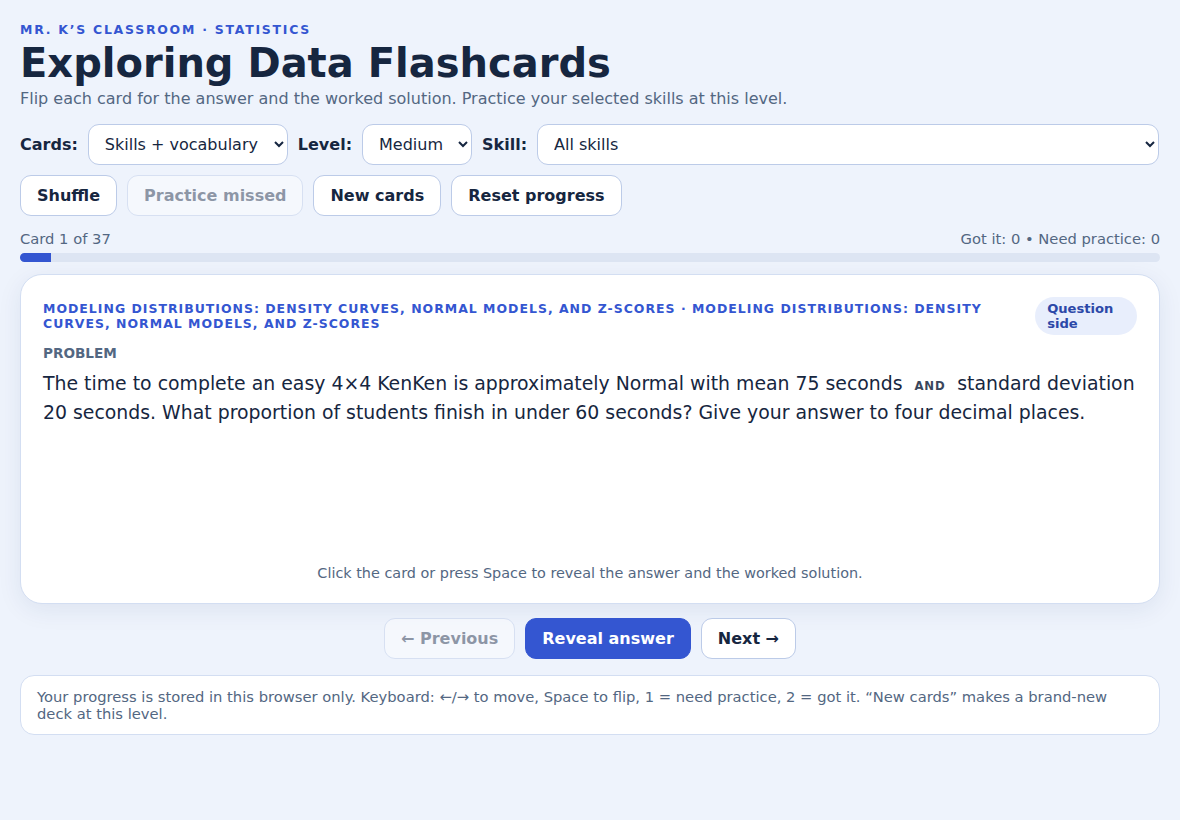 MR. K’S CLASSROOM · STATISTICS
Exploring Data Flashcards
Flip each card for the answer and the worked solution. Practice your selected skills at this level.
Cards: Skills + vocabulary Level: Medium Skill: All skills
Shuffle Practice missed New cards Reset progress
Card 1 of 37 Got it: 0 • Need practice: 0
MODELING DISTRIBUTIONS: DENSITY CURVES, NORMAL MODELS, AND Z-SCORES · MODELING DISTRIBUTIONS: DENSITY
CURVES, NORMAL MODELS, AND Z-SCORES
Question
side
PROBLEM
The time to complete an easy 4×4 KenKen is approximately Normal with mean 75 seconds AND standard deviation
20 seconds. What proportion of students finish in under 60 seconds? Give your answer to four decimal places.
Click the card or press Space to reveal the answer and the worked solution.
← Previous Reveal answer Next →
Your progress is stored in this browser only. Keyboard: ←/→ to move, Space to flip, 1 = need practice, 2 = got it. “New cards” makes a brand-new
deck at this level.